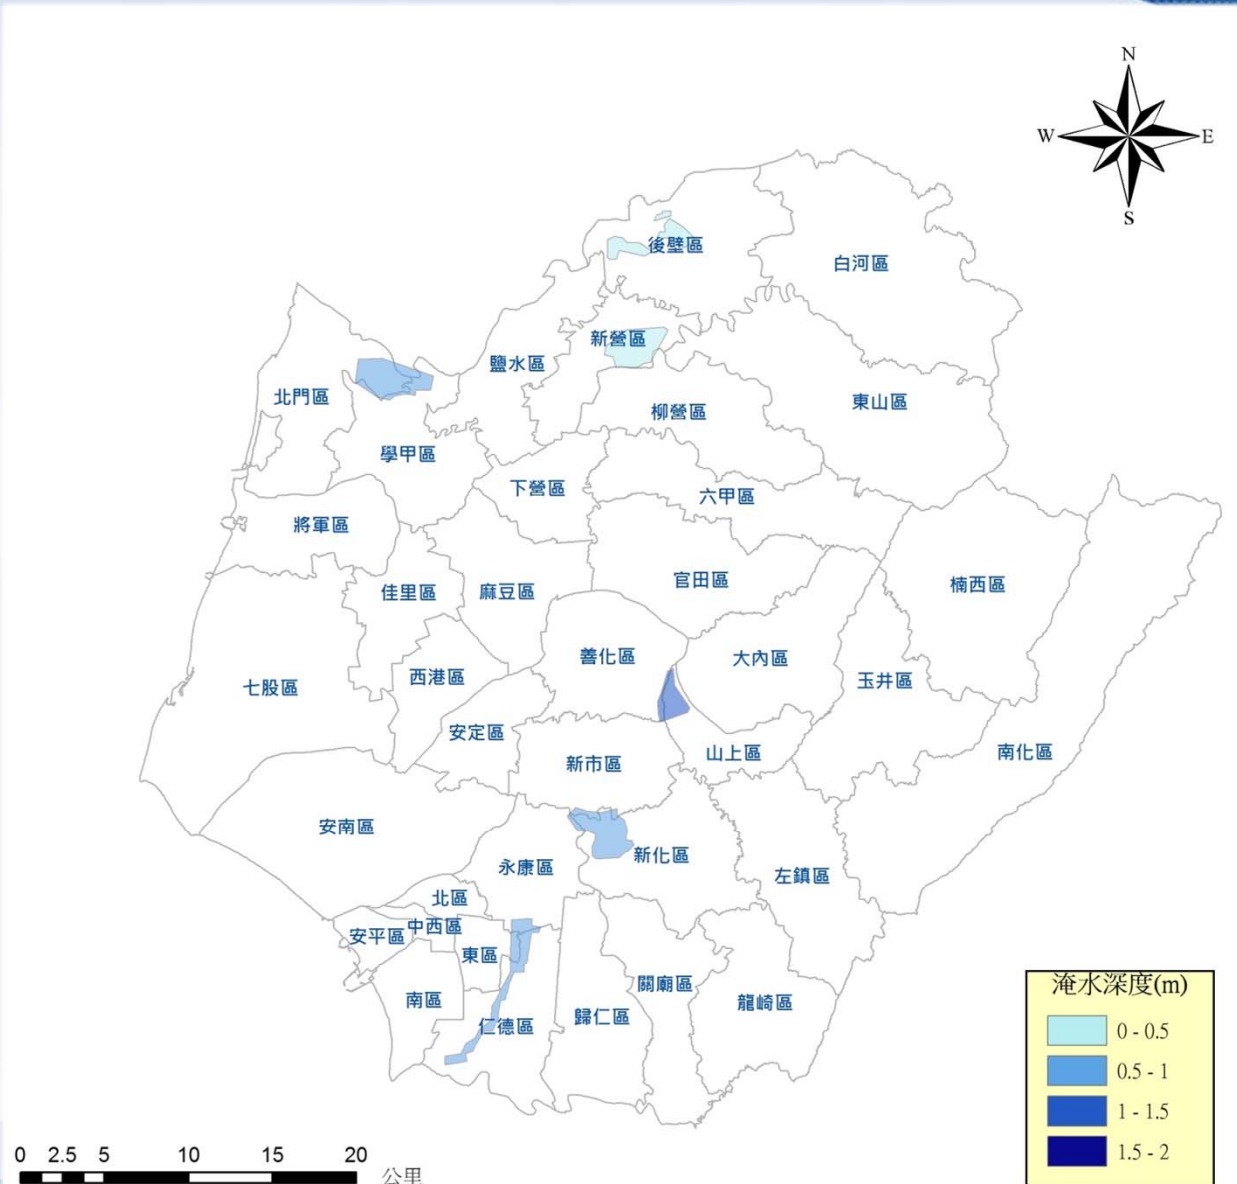 N
W E
S
後壁區
白河區
新營區
鹽水區
北門區
東山區
柳營區
學甲區
下營區
六甲區
將軍區
官田區
楠西區
佳里區
麻豆區
善化區
大內區
西港區
玉井區
七股區
安定區
山上區
南化區
新市區
安南區
新化區
永康區
左鎮區
北區
中西區
安平區
東區
關廟區
南區
龍崎區
歸仁區
仁德區
淹水深度(m)
0 - 0.5
0.5 - 1
1 - 1.5
1.5 - 2
0 2.5 5 10 15 20
公里